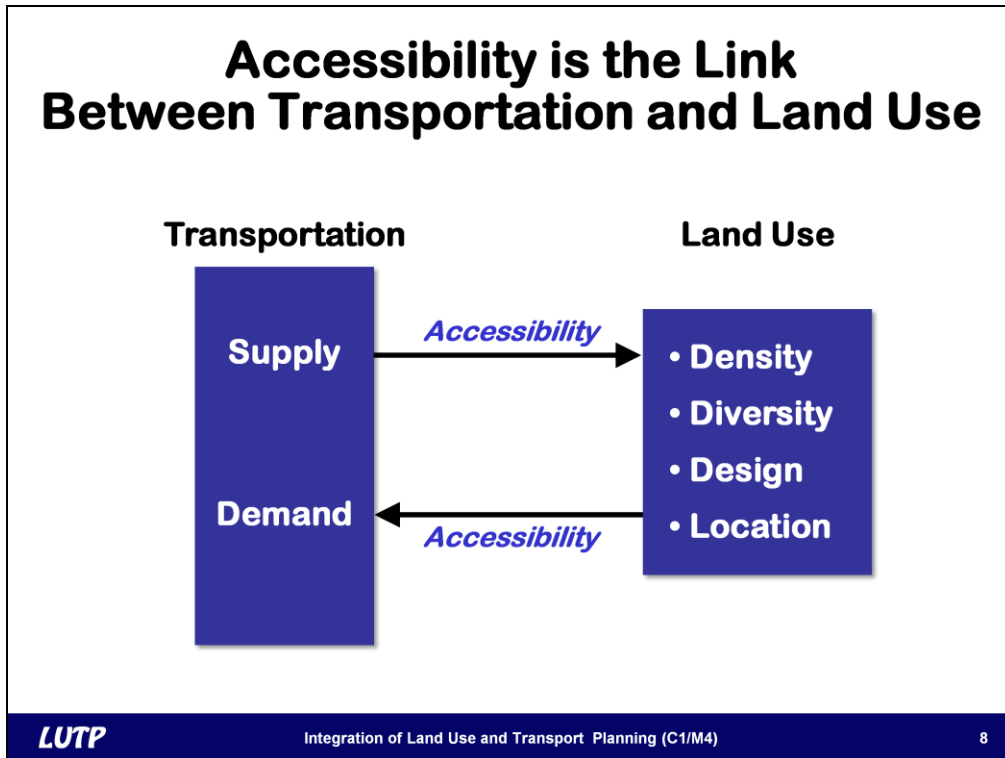 Accessibility is the Link
Between Transportation and Land Use
Transportation
Land Use
Supply
Accessibility
Demand
Accessibility
• Density
• Diversity
• Design
• Location
LUTP
Integration of Land Use and Transport Planning (C1/M4)
8